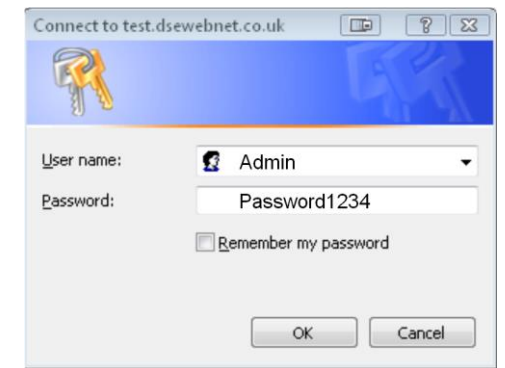 Connect to test.dsewebnet.co.uk
User name: Admin
Password: Password1234
Remember my password
OK Cancel